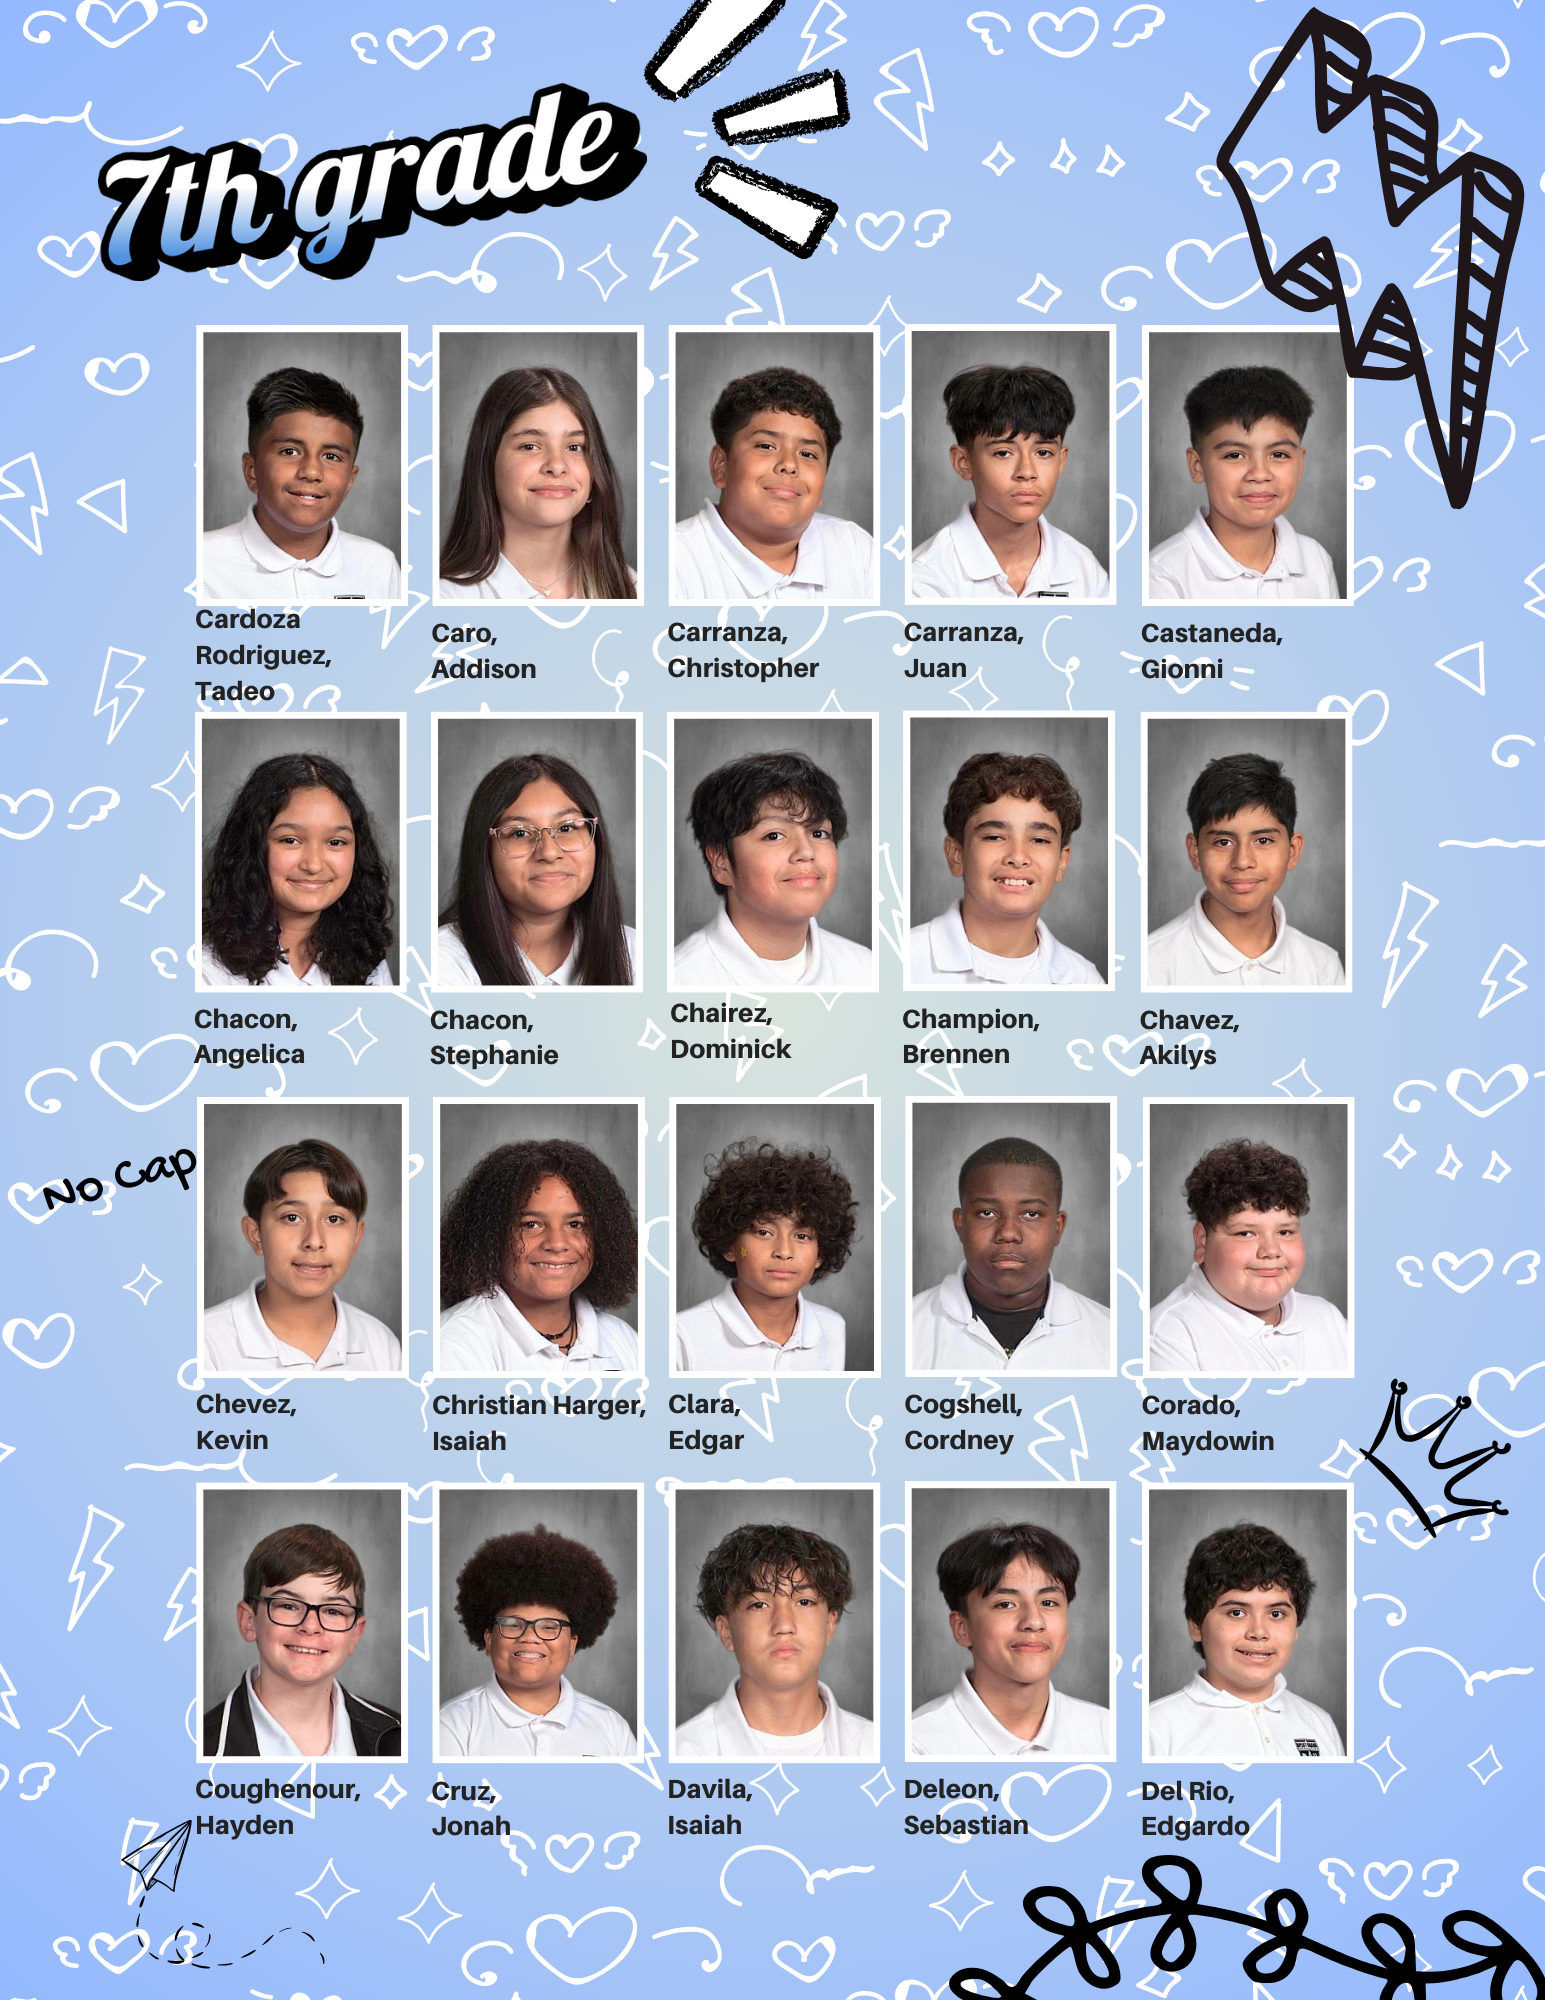 7th grade
Cardoza
Rodriguez,
Tadeo
Caro,
Addison
Carranza,
Christopher
Carranza,
Juan
Castaneda,
Gionni
Chacon,
Angelica
Chacon,
Stephanie
Chairez,
Dominick
Champion,
Brennen
Chavez,
Akilys
No Cap
Chevez,
Kevin
Christian Harger,
Isaiah
Clara,
Edgar
Cogshell,
Cordney
Corado,
Maydowin
Coughenour,
Hayden
Cruz,
Jonah
Davila,
Isaiah
Deleon,
Sebastian
Del Rio,
Edgardo